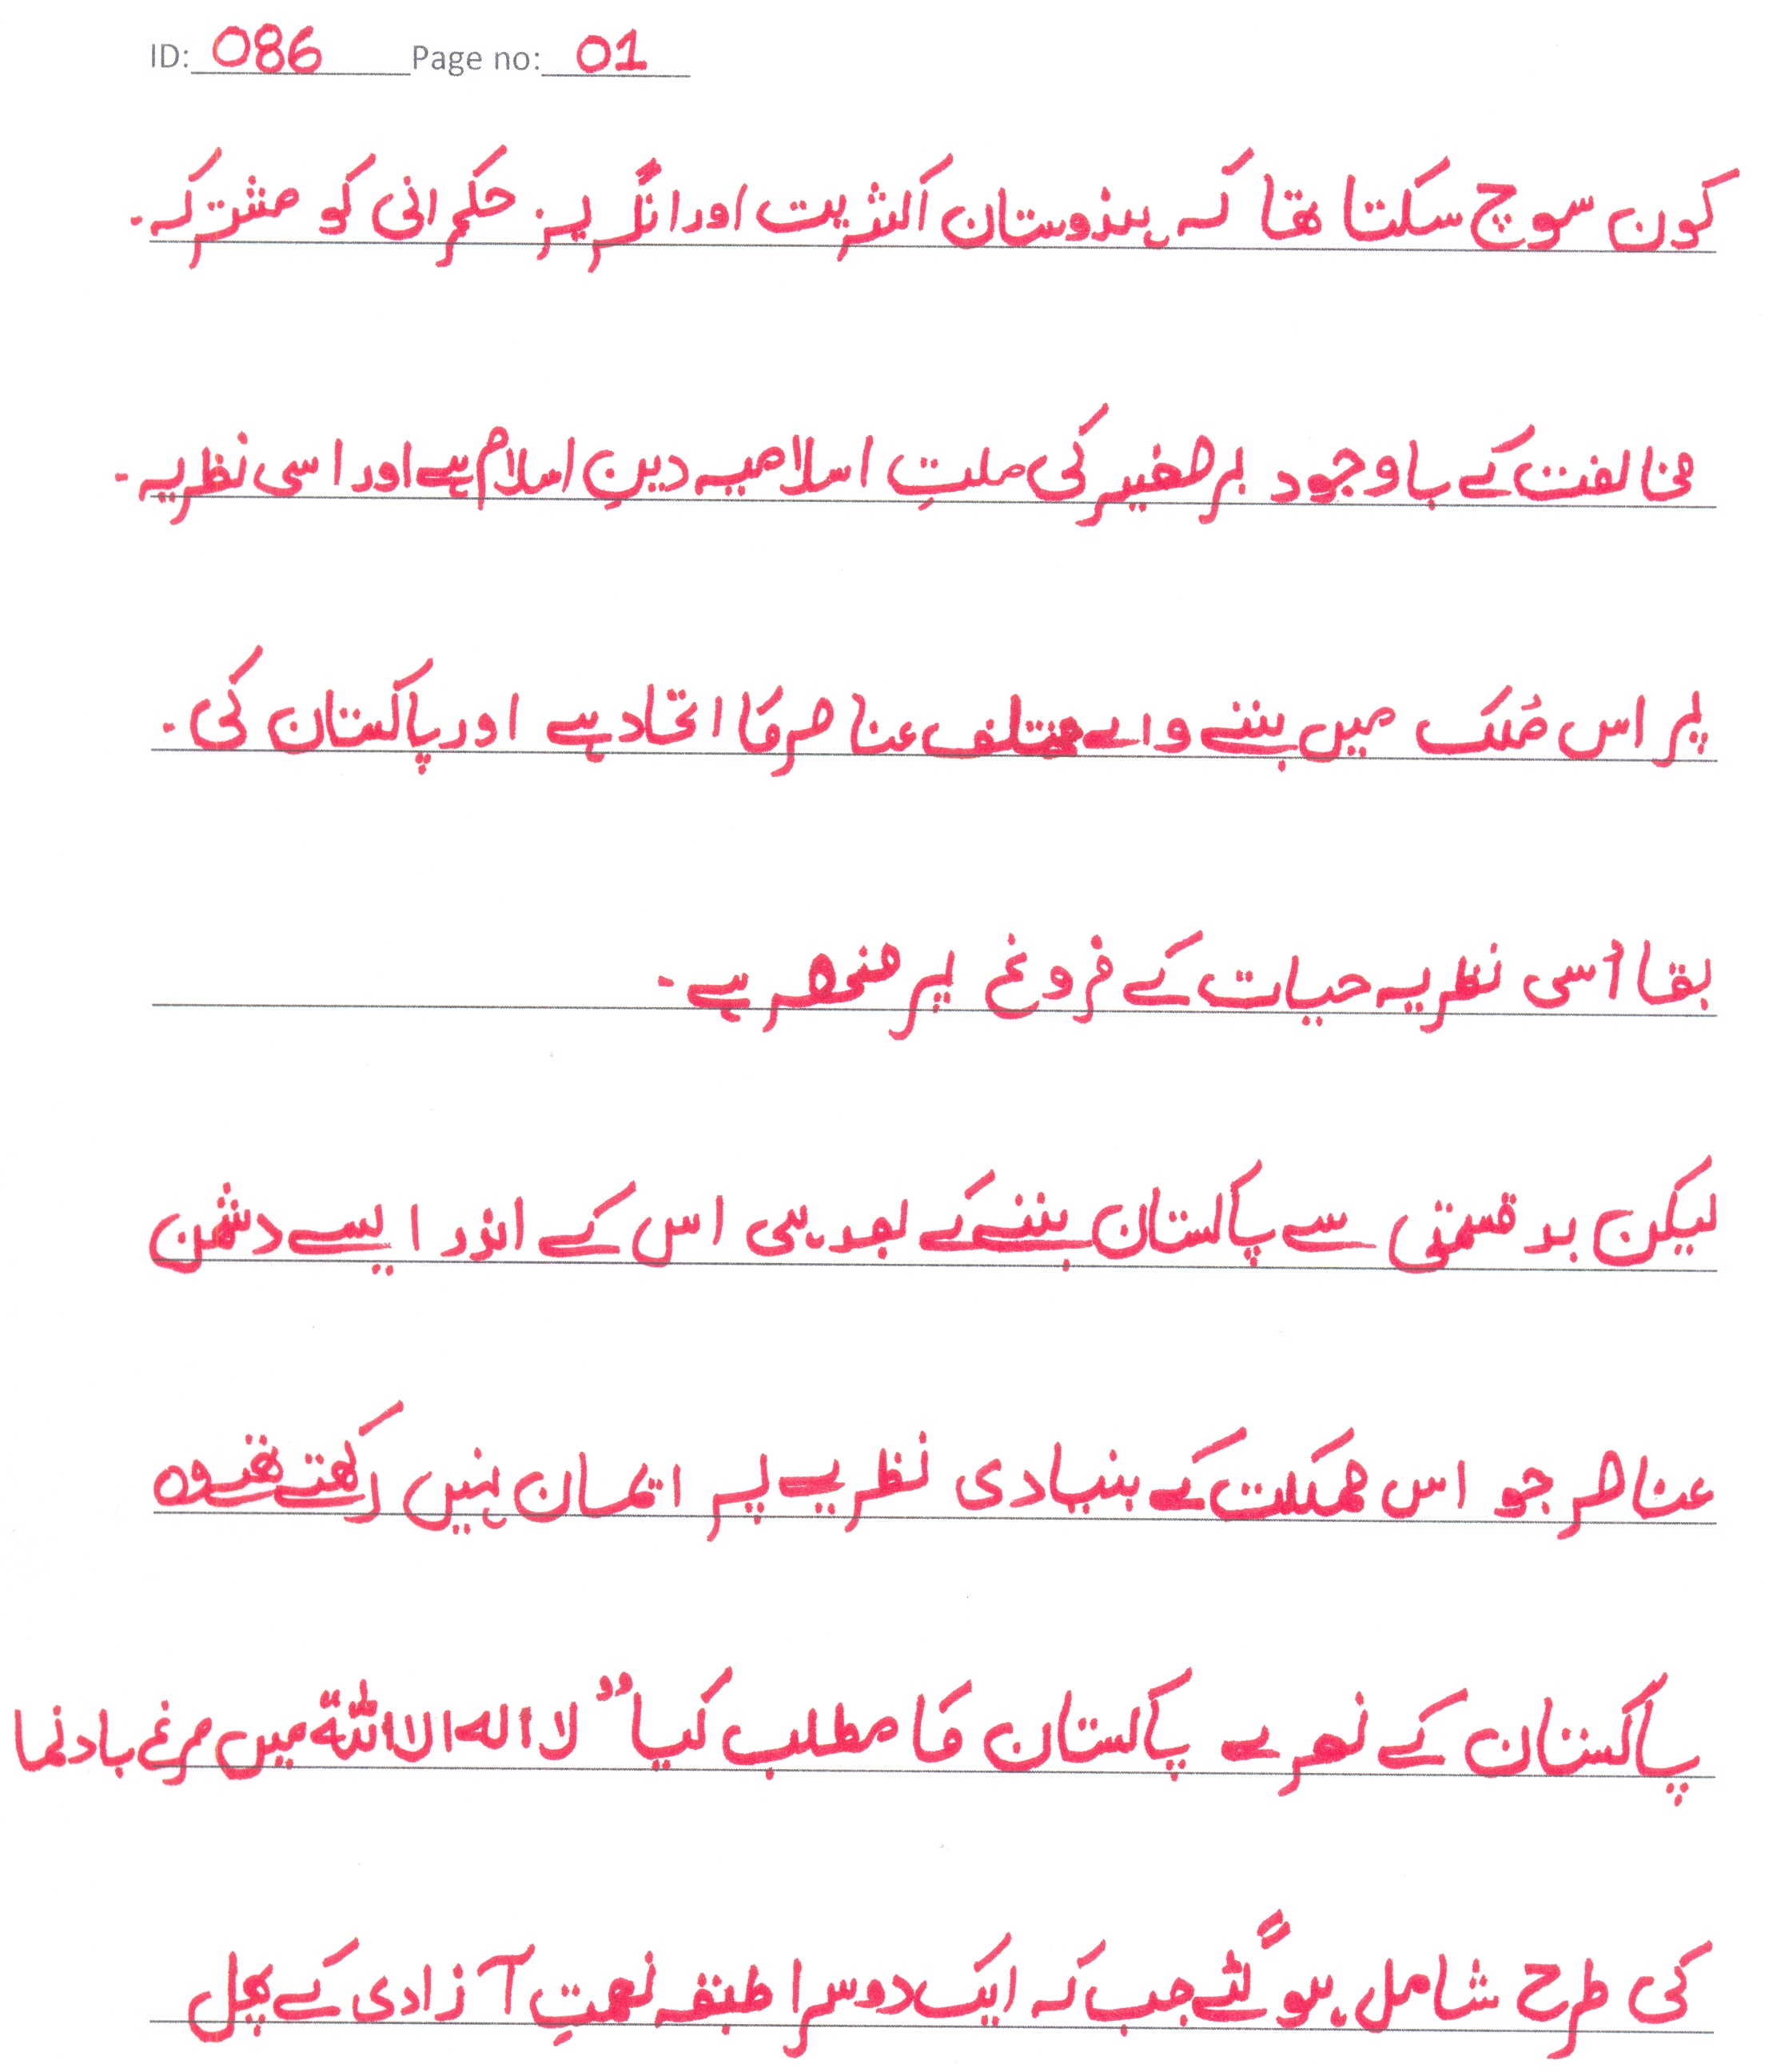 ID: 086 Page no: 01
کون سوچ سکتا تھا کہ ہندوستان اکثریت اور انگریز حکمرانی کو مشترکہ۔
مخالفت کے باوجود برصغیر کی ملتِ اسلامیہ دینِ اسلام ہے اور اسی نظریہ۔
پر اس مُلک میں بسنے والے مختلف عناصر کا اتحاد ہے اور پاکستان کی۔
بقا اُسی نظریہ حیات کے فروغ پر منحصر ہے۔
لیکن بدقسمتی سے پاکستان بننے کے بعد ہی اس کے اندر ایسے دشمن
عناصر جو اس مملکت کے بنیادی نظریے پر ایمان نہیں رکھتے تھے وہ
پاکستان کے نعرے پاکستان کا مطلب کیا" لا الہ الا اللہ میں مرغ بادنما
کی طرح شامل ہو گئے جب کہ ایک دوسرا طبقہ نعمتِ آزادی کے پھل